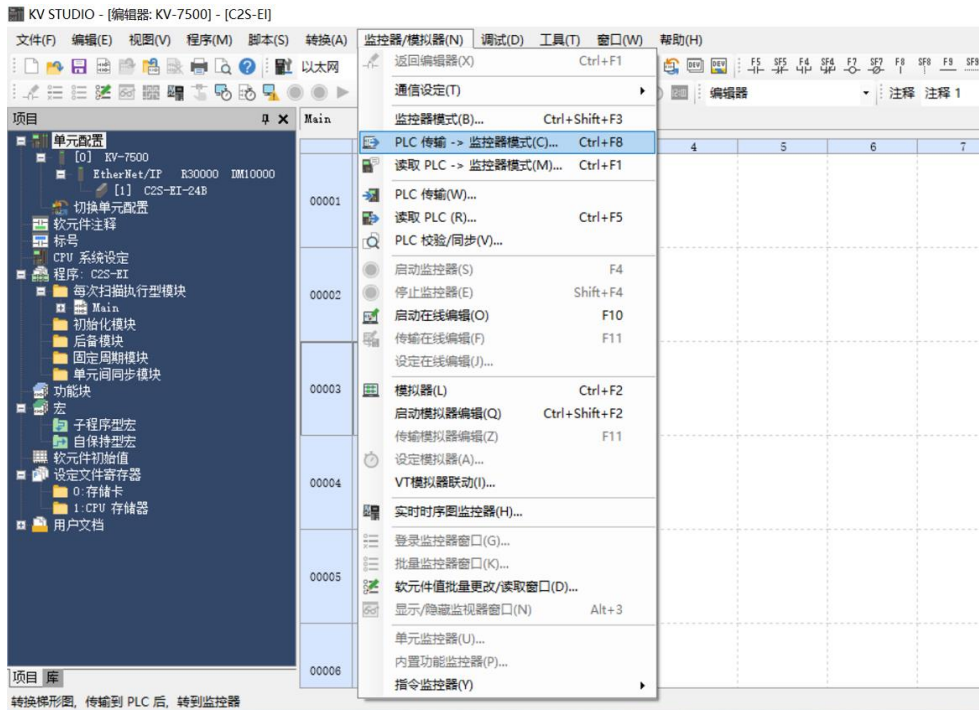 KV STUDIO - [编辑器: KV-7500] - [C2S-EI]
文件(F) 编辑(E) 视图(V) 程序(M) 脚本(S) 转换(A) 监控器/模拟器(N) 调试(D) 工具(T) 窗口(W) 帮助(H)
以太网 F5 SF5 F4 SF4 F7 SF7 F8 SF8 F9 SF9
编辑器 注释 注释 1
项目
Main
单元配置
[0] KV-7500
EtherNet/IP R30000 DM10000
[1] C2S-EI-24B
切换单元配置
软元件注释
标号
CPU 系统设定
程序: C2S-EI
每次扫描执行型模块
Main
初始化模块
后备模块
固定周期模块
单元间同步模块
功能块
宏
子程序型宏
自保持型宏
软元件初始值
设定文件寄存器
0:存储卡
1:CPU 存储器
用户文档
项目 库
转换梯形图, 传输到 PLC 后, 转到监控器
返回编辑器(X) Ctrl+F1
通信设定(T)
监控器模式(B)... Ctrl+Shift+F3
PLC 传输 -> 监控器模式(C)... Ctrl+F8
读取 PLC -> 监控器模式(M)... Ctrl+F1
PLC 传输(W)...
读取 PLC (R)... Ctrl+F5
PLC 校验/同步(V)...
启动监控器(S) F4
停止监控器(E) Shift+F4
启动在线编辑(O) F10
传输在线编辑(F) F11
设定在线编辑(J)...
模拟器(L) Ctrl+F2
启动模拟器编辑(Q) Ctrl+Shift+F2
传输模拟器编辑(Z) F11
设定模拟器(A)...
VT模拟器联动(I)...
实时时序图监控器(H)...
登录监控器窗口(G)...
批量监控器窗口(K)...
软元件值批量更改/读取窗口(D)...
显示/隐藏监视器窗口(N) Alt+3
单元监控器(U)...
内置功能监控器(P)...
指令监控器(Y)
4 5 6 7
00001
00002
00003
00004
00005
00006